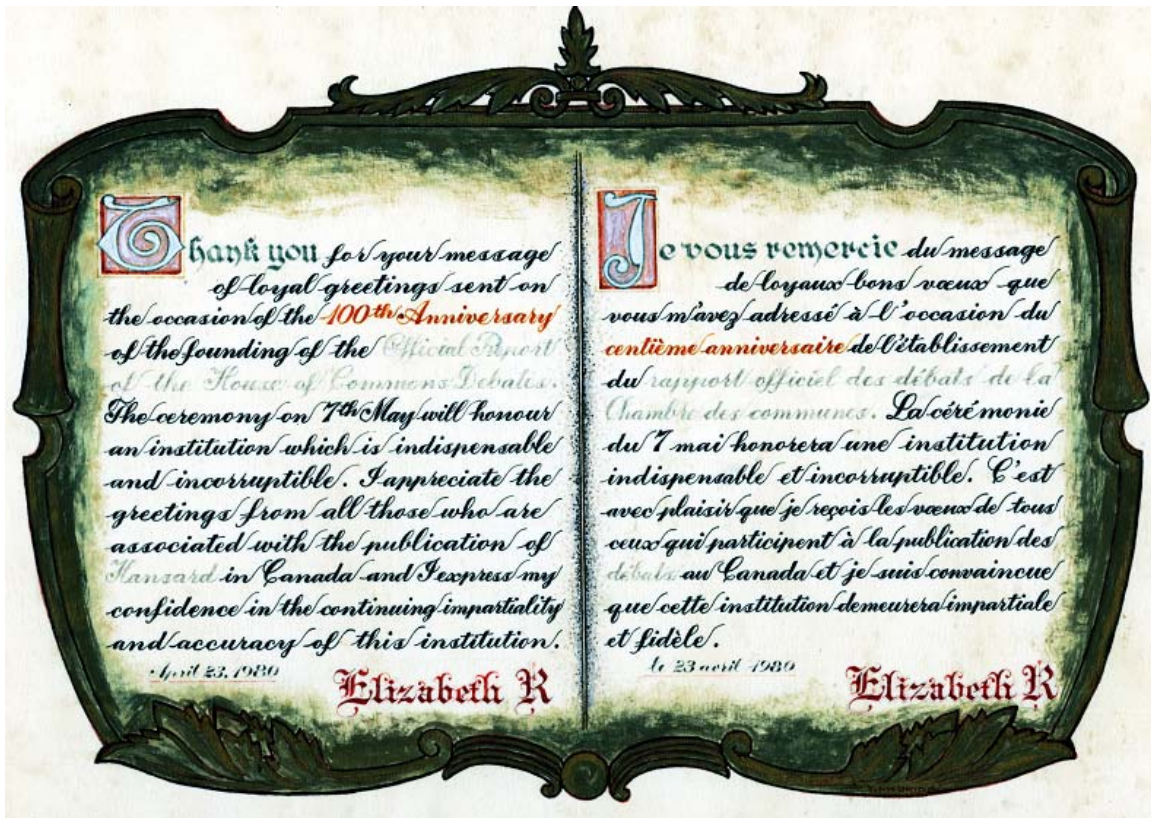 Thank you for your message
of loyal greetings sent on
the occasion of the 100th Anniversary
of the founding of the Official Report
of the House of Commons Debates.
The ceremony on 7th May will honour
an institution which is indispensable
and incorruptible. I appreciate the
greetings from all those who are
associated with the publication of
Hansard in Canada and I express my
confidence in the continuing impartiality
and accuracy of this institution.
April 23, 1980
Elizabeth R
Je vous remercie du message
de loyaux bons vœux que
vous m'avez adressé à l'occasion du
centième anniversaire de l'établissement
du rapport officiel des débats de la
Chambre des communes. La cérémonie
du 7 mai honorera une institution
indispensable et incorruptible. C'est
avec plaisir que je reçois les vœux de tous
ceux qui participent à la publication des
débats au Canada et je suis convaincue
que cette institution demeurera impartiale
et fidèle.
le 23 avril 1980
Elizabeth R